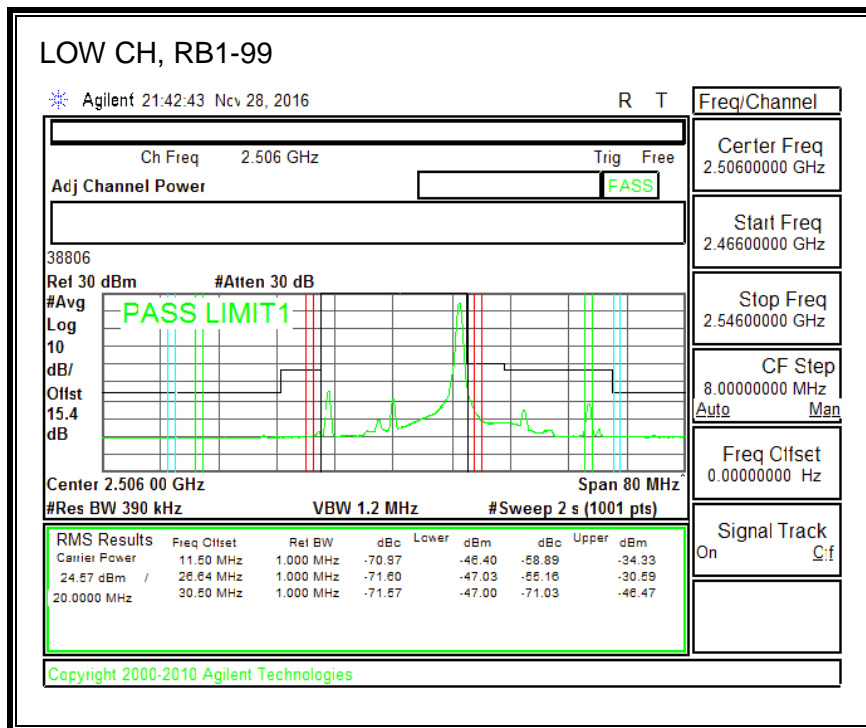 LOW CH, RB1-99
Agilent 21:42:43 Nov 28, 2016 R T
Freq/Channel
Ch Freq 2.506 GHz Trig Free
Adj Channel Power PASS
Center Freq
2.50600000 GHz
Start Freq
2.46600000 GHz
Stop Freq
2.54600000 GHz
CF Step
8.00000000 MHz
Auto Man
Freq Offset
0.00000000 Hz
Signal Track
On Off
38806
Ref 30 dBm #Atten 30 dB
#Avg
Log
10
dB/
Offst
15.4
dB
PASS LIMIT1
Center 2.506 00 GHz Span 80 MHz
#Res BW 390 kHz VBW 1.2 MHz #Sweep 2 s (1001 pts)
RMS Results Freq Offset Ref BW dBc Lower dBm dBc Upper dBm
Carrier Power 11.50 MHz 1.000 MHz -70.97 -46.40 -58.89 -34.33
24.57 dBm / 26.64 MHz 1.000 MHz -71.60 -47.03 -55.16 -30.59
20.0000 MHz 30.50 MHz 1.000 MHz -71.57 -47.00 -71.03 -46.47
Copyright 2000-2010 Agilent Technologies